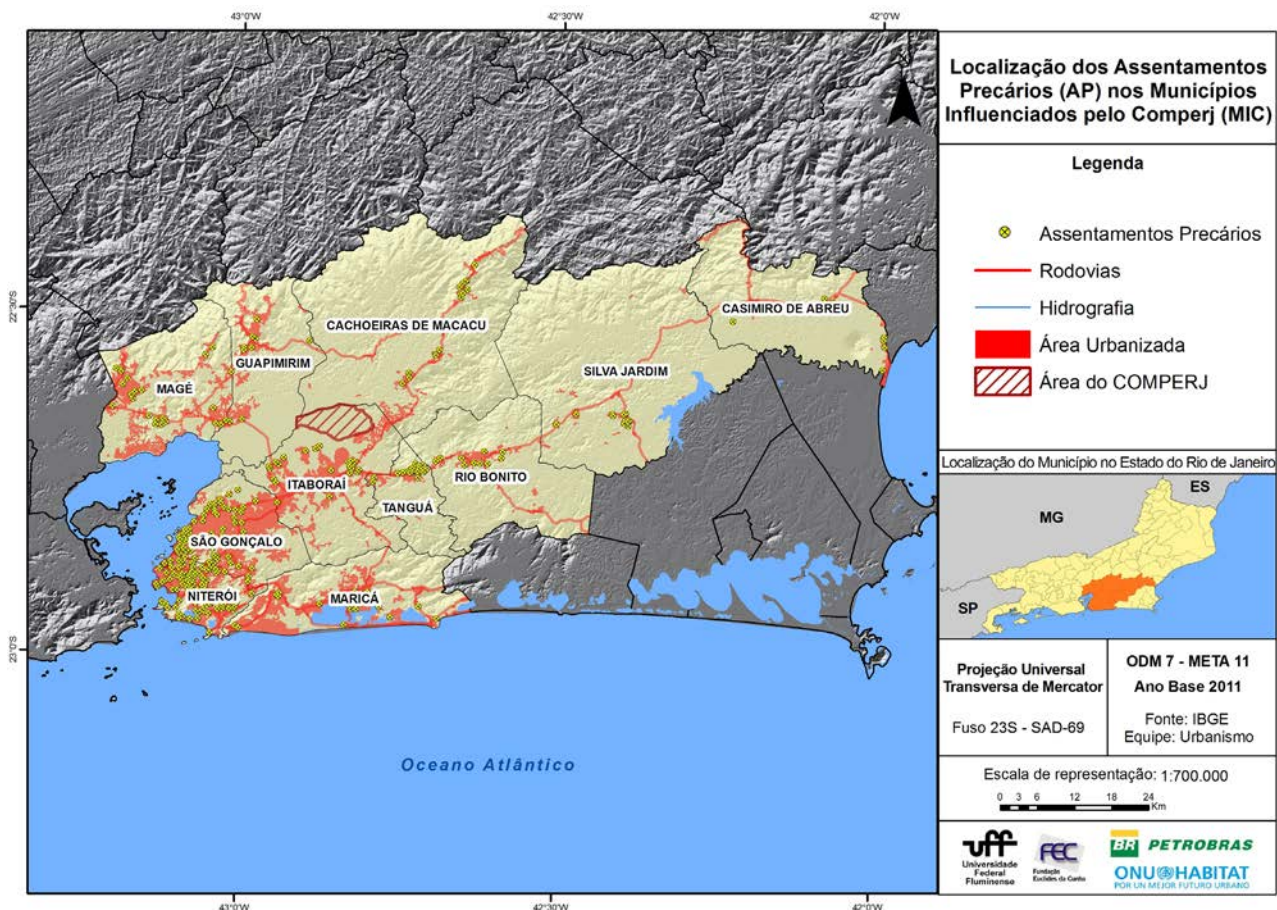 43°0'W
42°30'W
42°0'W
22°30'S
23°0'S
43°0'W
42°30'W
42°0'W
CACHOEIRAS DE MACACU
CASIMIRO DE ABREU
GUAPIMIRIM
SILVA JARDIM
MAGÉ
ITABORAÍ
RIO BONITO
TANGUÁ
SÃO GONÇALO
NITERÓI
MARICÁ
Oceano Atlântico
Localização dos Assentamentos
Precários (AP) nos Municípios
Influenciados pelo Comperj (MIC)
Legenda
Assentamentos Precários
Rodovias
Hidrografia
Área Urbanizada
Área do COMPERJ
Localização do Município no Estado do Rio de Janeiro
ES
MG
SP
Projeção Universal
Transversa de Mercator
Fuso 23S - SAD-69
ODM 7 - META 11
Ano Base 2011
Fonte: IBGE
Equipe: Urbanismo
Escala de representação: 1:700.000
0 3 6 12 18 24
Km
uff
Universidade
Federal
Fluminense
FEC
Fundação
Euclides da Cunha
BR PETROBRAS
ONU HABITAT
POR UN MEJOR FUTURO URBANO